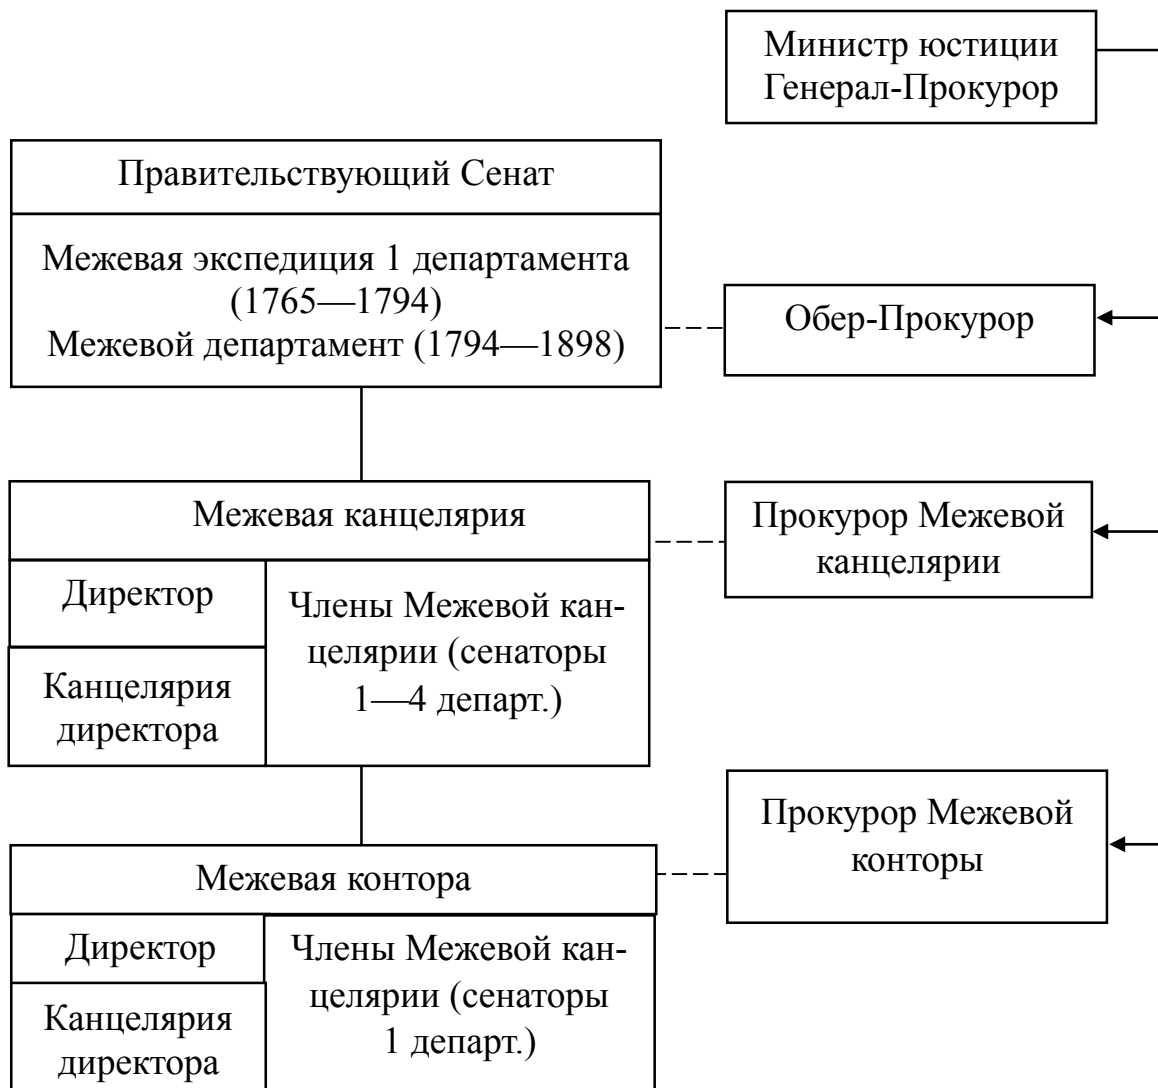 Министр юстиции
Генерал-Прокурор
Правительствующий Сенат
Межевая экспедиция 1 департамента
(1765—1794)
Межевой департамент (1794—1898)
Обер-Прокурор
Межевая канцелярия
Директор
Канцелярия
директора
Члены Межевой кан-
целярии (сенаторы
1—4 департ.)
Прокурор Межевой
канцелярии
Межевая контора
Директор
Канцелярия
директора
Члены Межевой кан-
целярии (сенаторы
1 департ.)
Прокурор Межевой
конторы